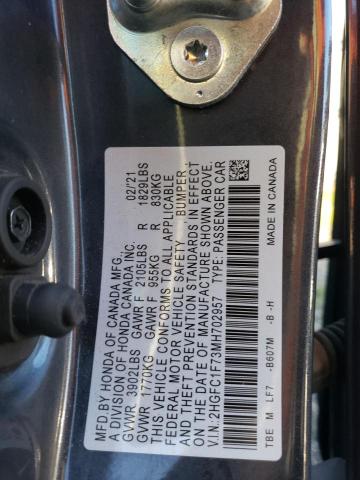 MFD. BY HONDA OF CANADA MFG. 02/'21
A DIVISION OF HONDA CANADA INC.
GVWR 3902LBS GAWR F 2105LBS R 1829LBS
GVWR 1770KG GAWR F 955KG R 830KG
THIS VEHICLE CONFORMS TO ALL APPLICABLE
FEDERAL MOTOR VEHICLE SAFETY, BUMPER,
AND THEFT PREVENTION STANDARDS IN EFFECT
ON THE DATE OF MANUFACTURE SHOWN ABOVE.
V.I.N: 2HGFC1F73MH702957 TYPE: PASSENGER CAR
TBE M LF7 -B607M -B -H
MADE IN CANADA